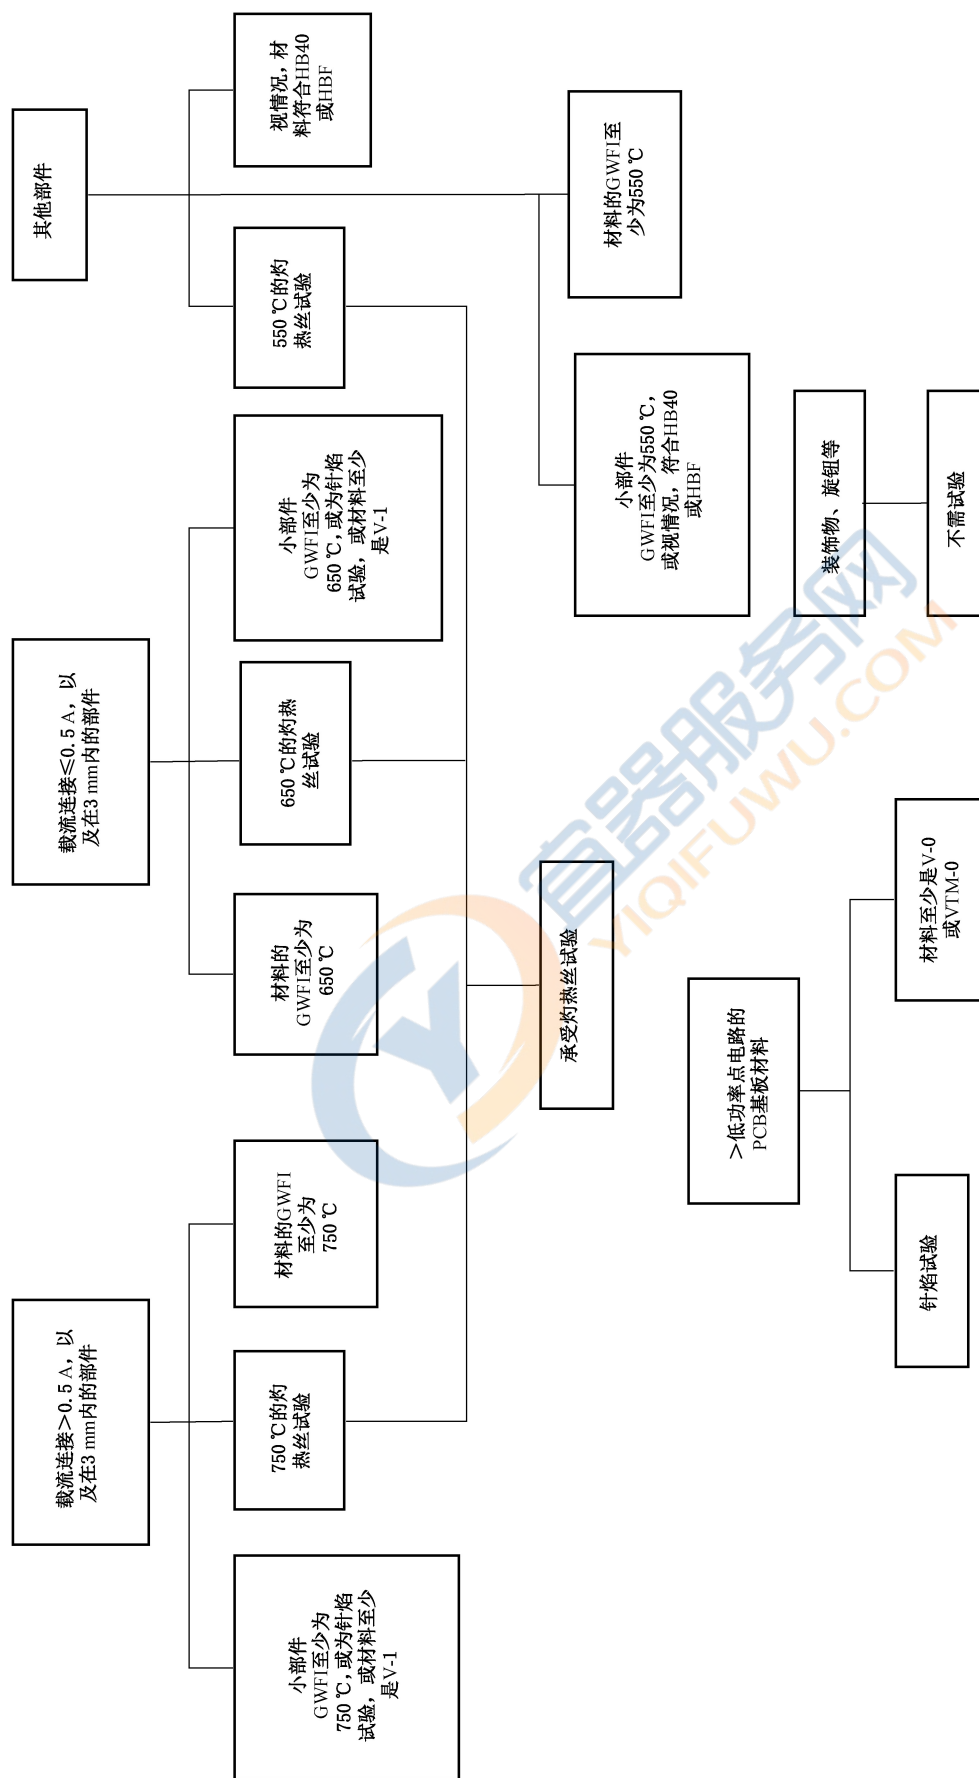 载流连接＞0.5 A，以
及在3 mm内的部件
载流连接≤0.5 A，以
及在3 mm内的部件
其他部件
小部件
GWFI至少为
750 ℃，或为针焰
试验，或材料至少
是V-1
750 ℃的灼
热丝试验
材料的GWFI
至少为
750 ℃
材料的
GWFI至少为
650 ℃
650 ℃的灼热
丝试验
小部件
GWFI至少为
650 ℃，或为针焰
试验，或材料至少
是V-1
550 ℃的灼
热丝试验
视情况，材
料符合HB40
或HBF
承受灼热丝试验
小部件
GWFI至少为550 ℃，
或视情况，符合HB40
或HBF
材料的GWFI至
少为550 ℃
＞低功率点电路的
PCB基板材料
装饰物、旋钮等
针焰试验
材料至少是V-0
或VTM-0
不需试验
仪器服务网
YIQIFUWU.COM